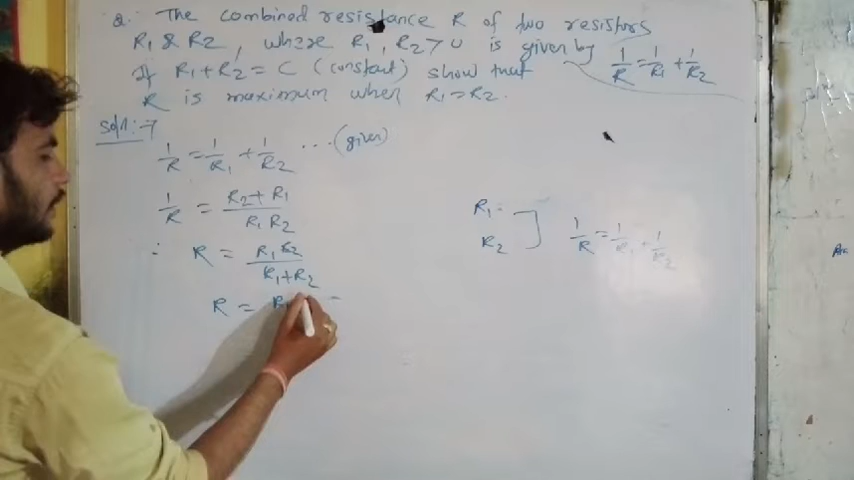 Q. The combined resistance R of two resistors
R1 & R2, where R1, R2 > 0 is given by 1/R = 1/R1 + 1/R2
If R1 + R2 = C (constant) show that
R is maximum when R1 = R2.
Soln:-
1/R = 1/R1 + 1/R2 ... (given)
1/R = (R2 + R1)/(R1 R2)
∴ R = (R1 R2)/(R1 + R2)
R =
R1
R2 ] 1/R = 1/R1 + 1/R2